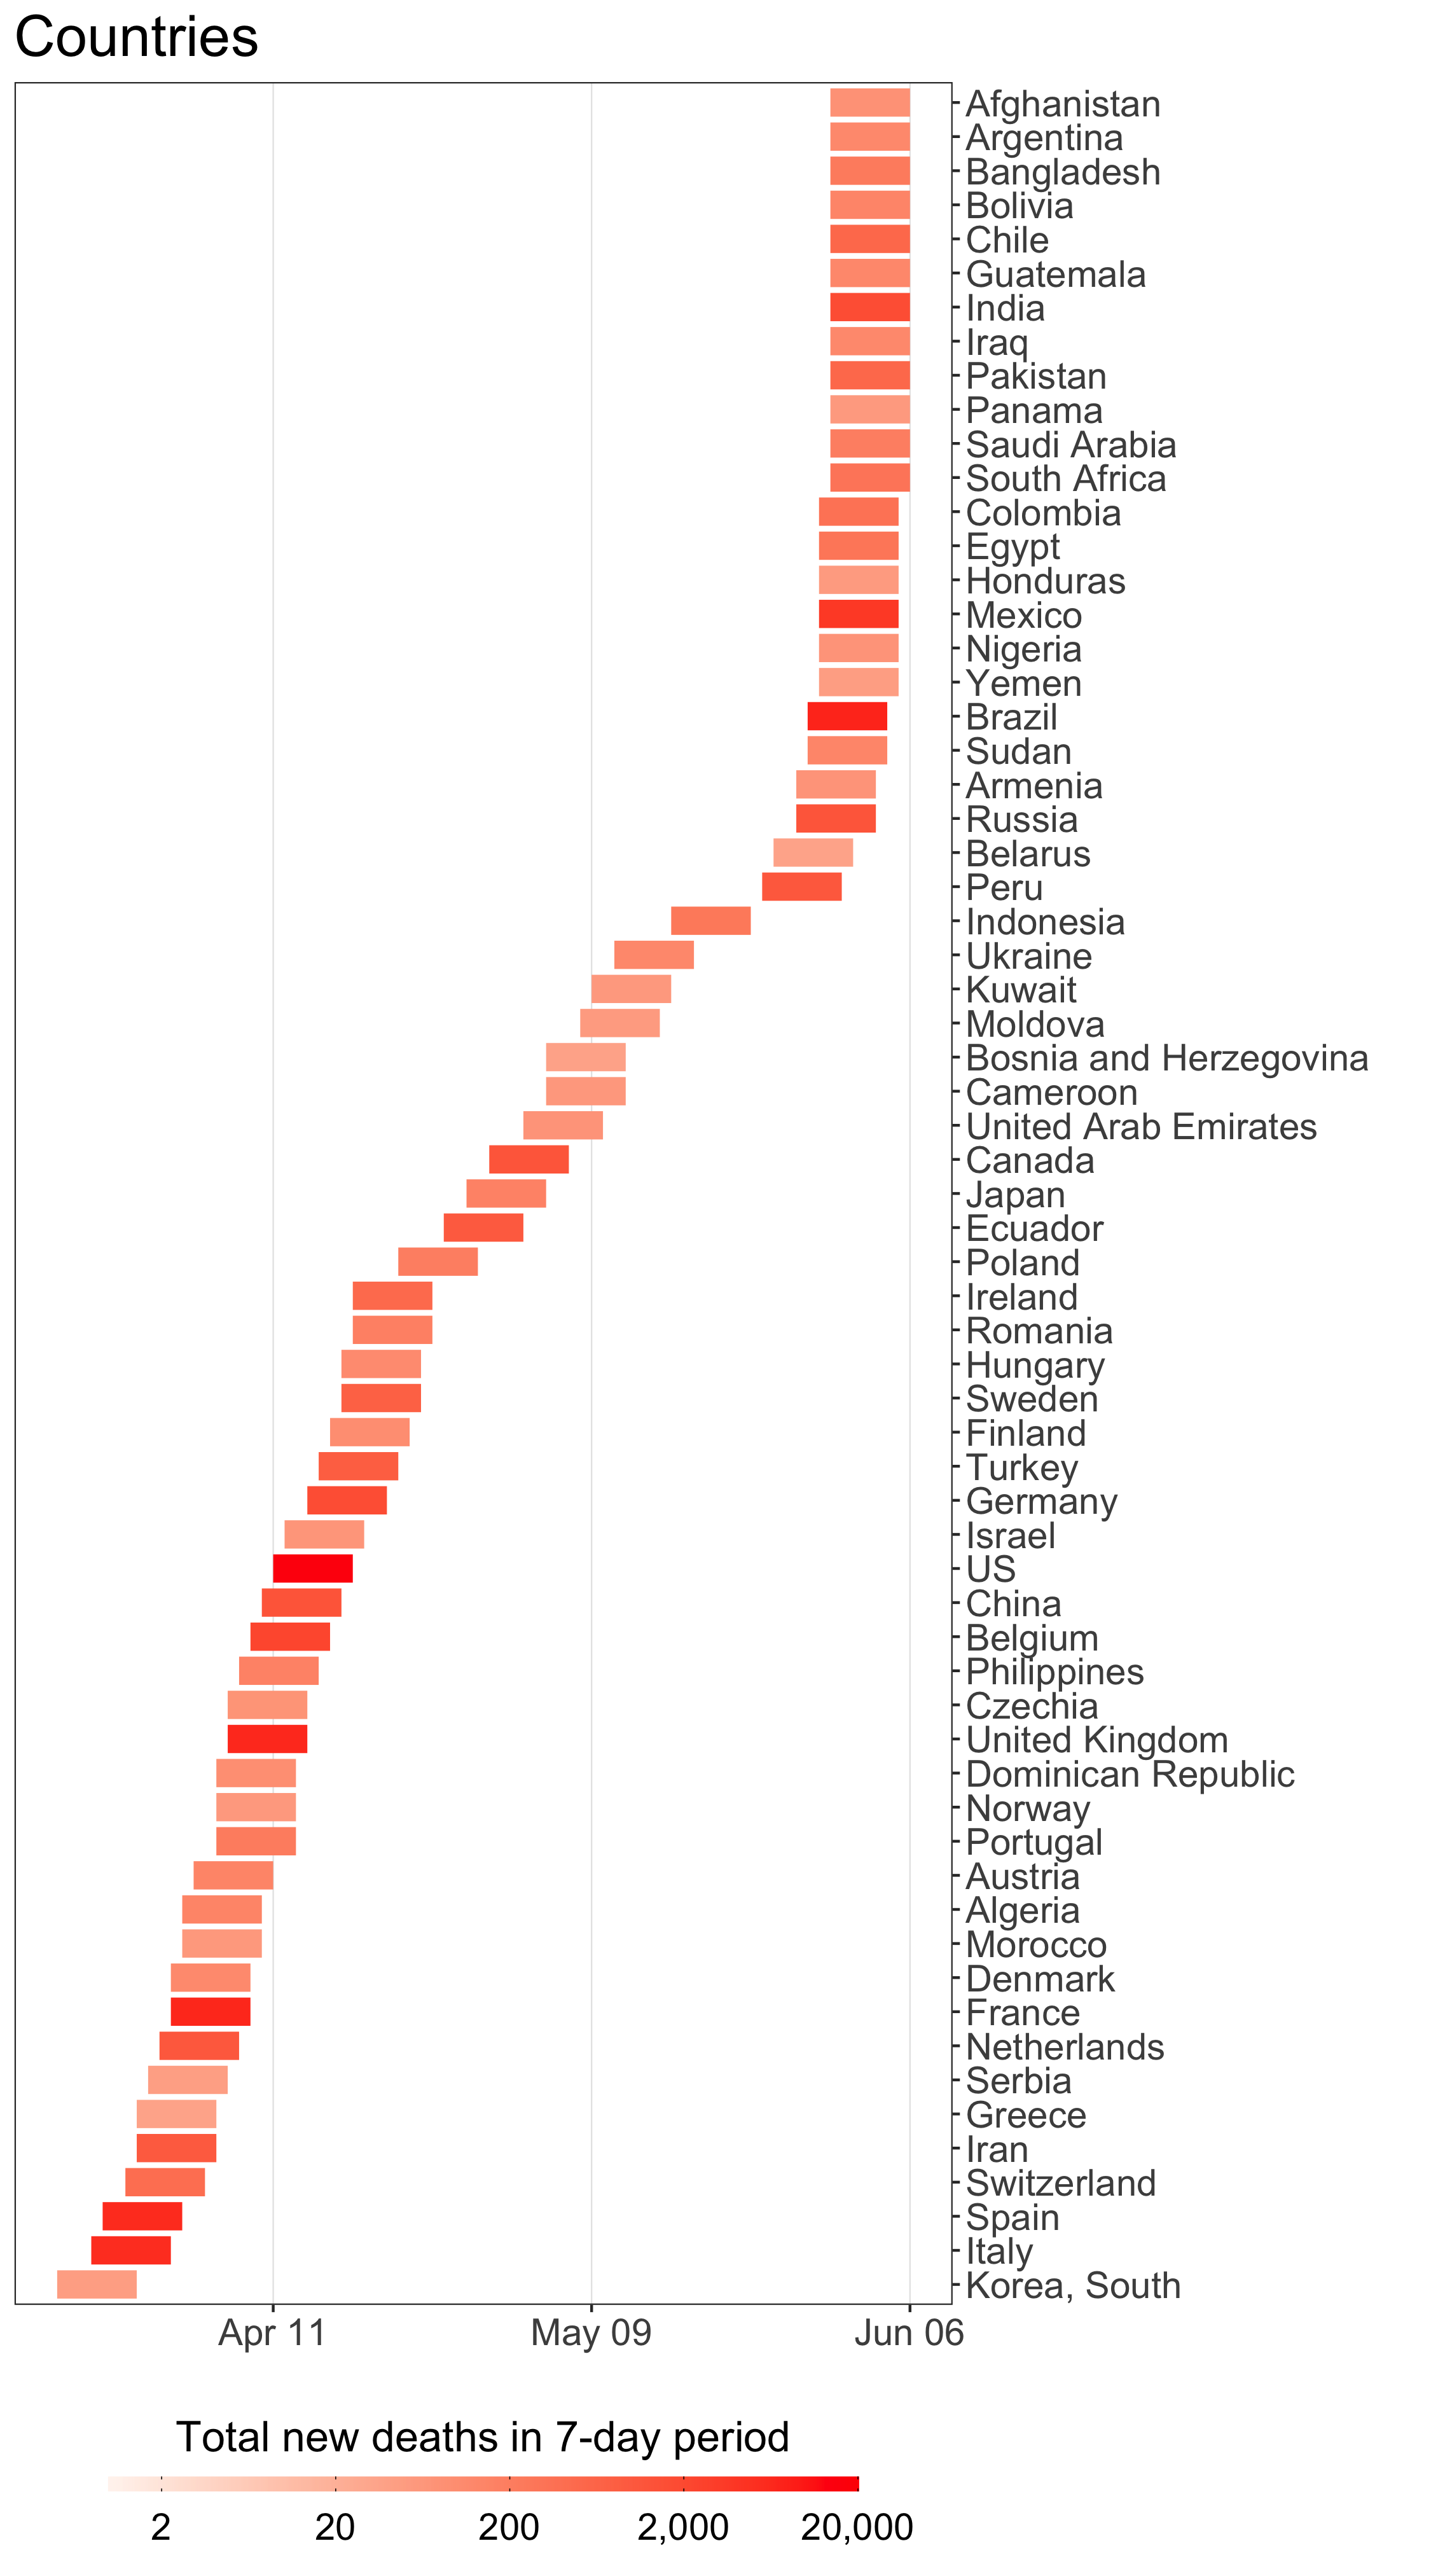 Countries
Afghanistan
Argentina
Bangladesh
Bolivia
Chile
Guatemala
India
Iraq
Pakistan
Panama
Saudi Arabia
South Africa
Colombia
Egypt
Honduras
Mexico
Nigeria
Yemen
Brazil
Sudan
Armenia
Russia
Belarus
Peru
Indonesia
Ukraine
Kuwait
Moldova
Bosnia and Herzegovina
Cameroon
United Arab Emirates
Canada
Japan
Ecuador
Poland
Ireland
Romania
Hungary
Sweden
Finland
Turkey
Germany
Israel
US
China
Belgium
Philippines
Czechia
United Kingdom
Dominican Republic
Norway
Portugal
Austria
Algeria
Morocco
Denmark
France
Netherlands
Serbia
Greece
Iran
Switzerland
Spain
Italy
Korea, South
Apr 11 May 09 Jun 06
Total new deaths in 7-day period
2 20 200 2,000 20,000